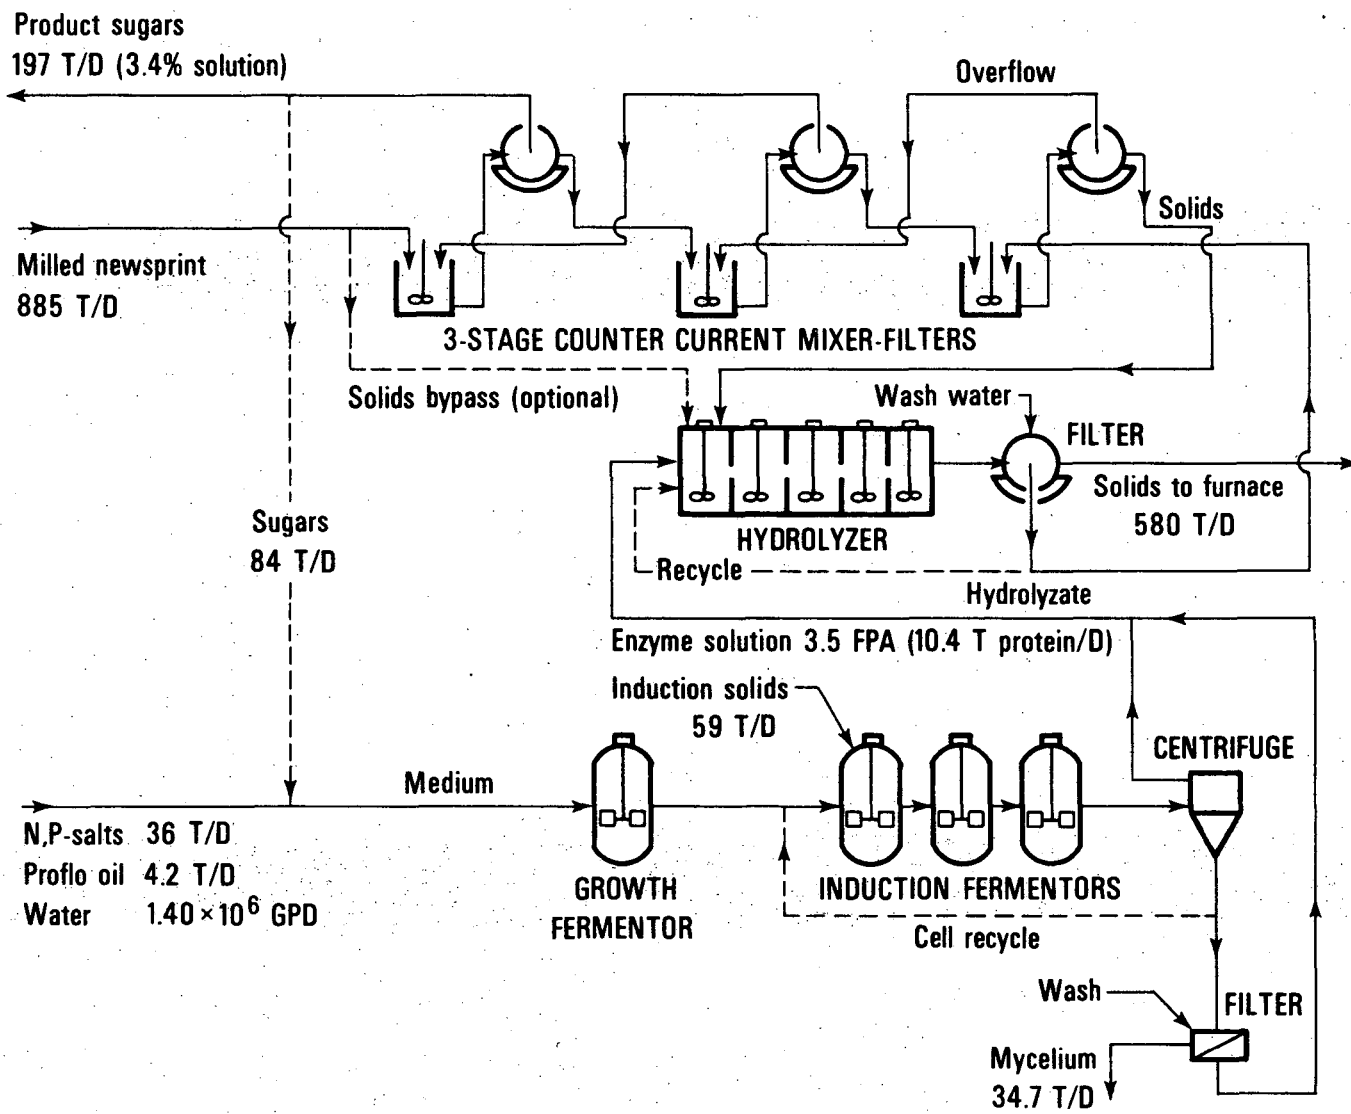 Product sugars
197 T/D (3.4% solution)
Overflow
Solids
Milled newsprint
885 T/D
3-STAGE COUNTER CURRENT MIXER-FILTERS
Solids bypass (optional)
Wash water
FILTER
Solids to furnace
580 T/D
HYDROLYZER
Sugars
84 T/D
Recycle
Hydrolyzate
Enzyme solution 3.5 FPA (10.4 T protein/D)
Induction solids
59 T/D
CENTRIFUGE
Medium
N,P-salts 36 T/D
Proflo oil 4.2 T/D
Water 1.40×10⁶ GPD
GROWTH
FERMENTOR
INDUCTION FERMENTORS
Cell recycle
Wash
FILTER
Mycelium
34.7 T/D